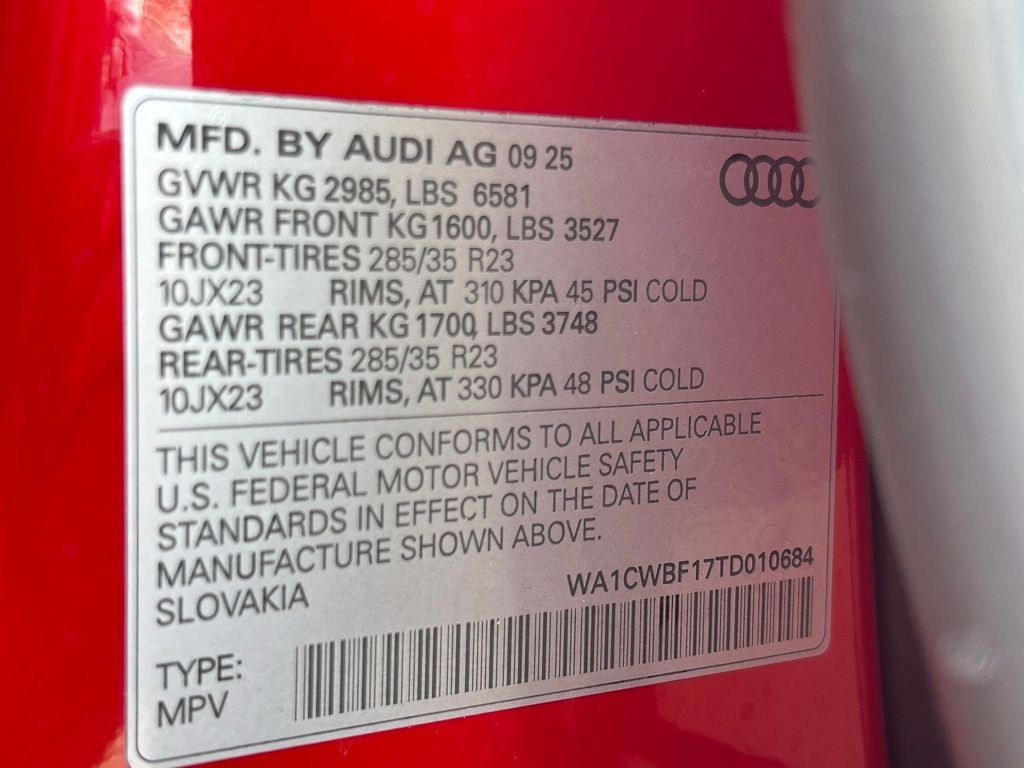 MFD. BY AUDI AG 09 25
GVWR KG 2985, LBS 6581
GAWR FRONT KG 1600, LBS 3527
FRONT-TIRES 285/35 R23
10JX23 RIMS, AT 310 KPA 45 PSI COLD
GAWR REAR KG 1700, LBS 3748
REAR-TIRES 285/35 R23
10JX23 RIMS, AT 330 KPA 48 PSI COLD
THIS VEHICLE CONFORMS TO ALL APPLICABLE
U.S. FEDERAL MOTOR VEHICLE SAFETY
STANDARDS IN EFFECT ON THE DATE OF
MANUFACTURE SHOWN ABOVE.
SLOVAKIA
WA1CWBF17TD010684
TYPE:
MPV